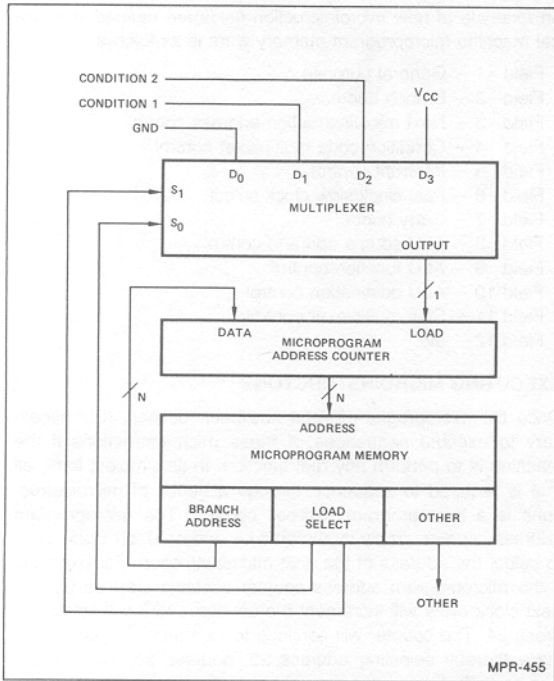 CONDITION 2
CONDITION 1
GND
VCC
D0
D1
D2
D3
S1
S0
MULTIPLEXER
OUTPUT
1
DATA
LOAD
MICROPROGRAM
ADDRESS COUNTER
N
N
ADDRESS
MICROPROGRAM MEMORY
BRANCH
ADDRESS
LOAD
SELECT
OTHER
OTHER
MPR-455